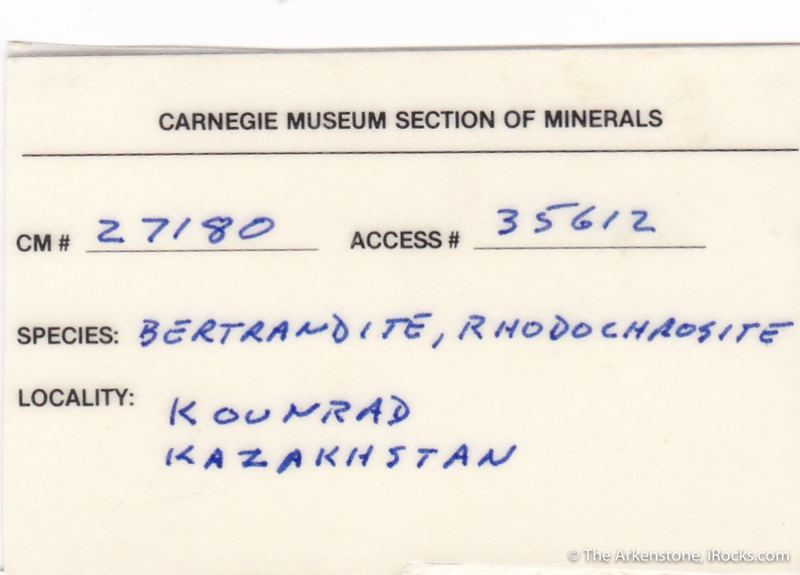 CARNEGIE MUSEUM SECTION OF MINERALS
CM # 27180 ACCESS # 35612
SPECIES: BERTRANDITE, RHODOCHROSITE
LOCALITY: KOUNRAD
KAZAKHSTAN
© The Arkenstone, iRocks.com